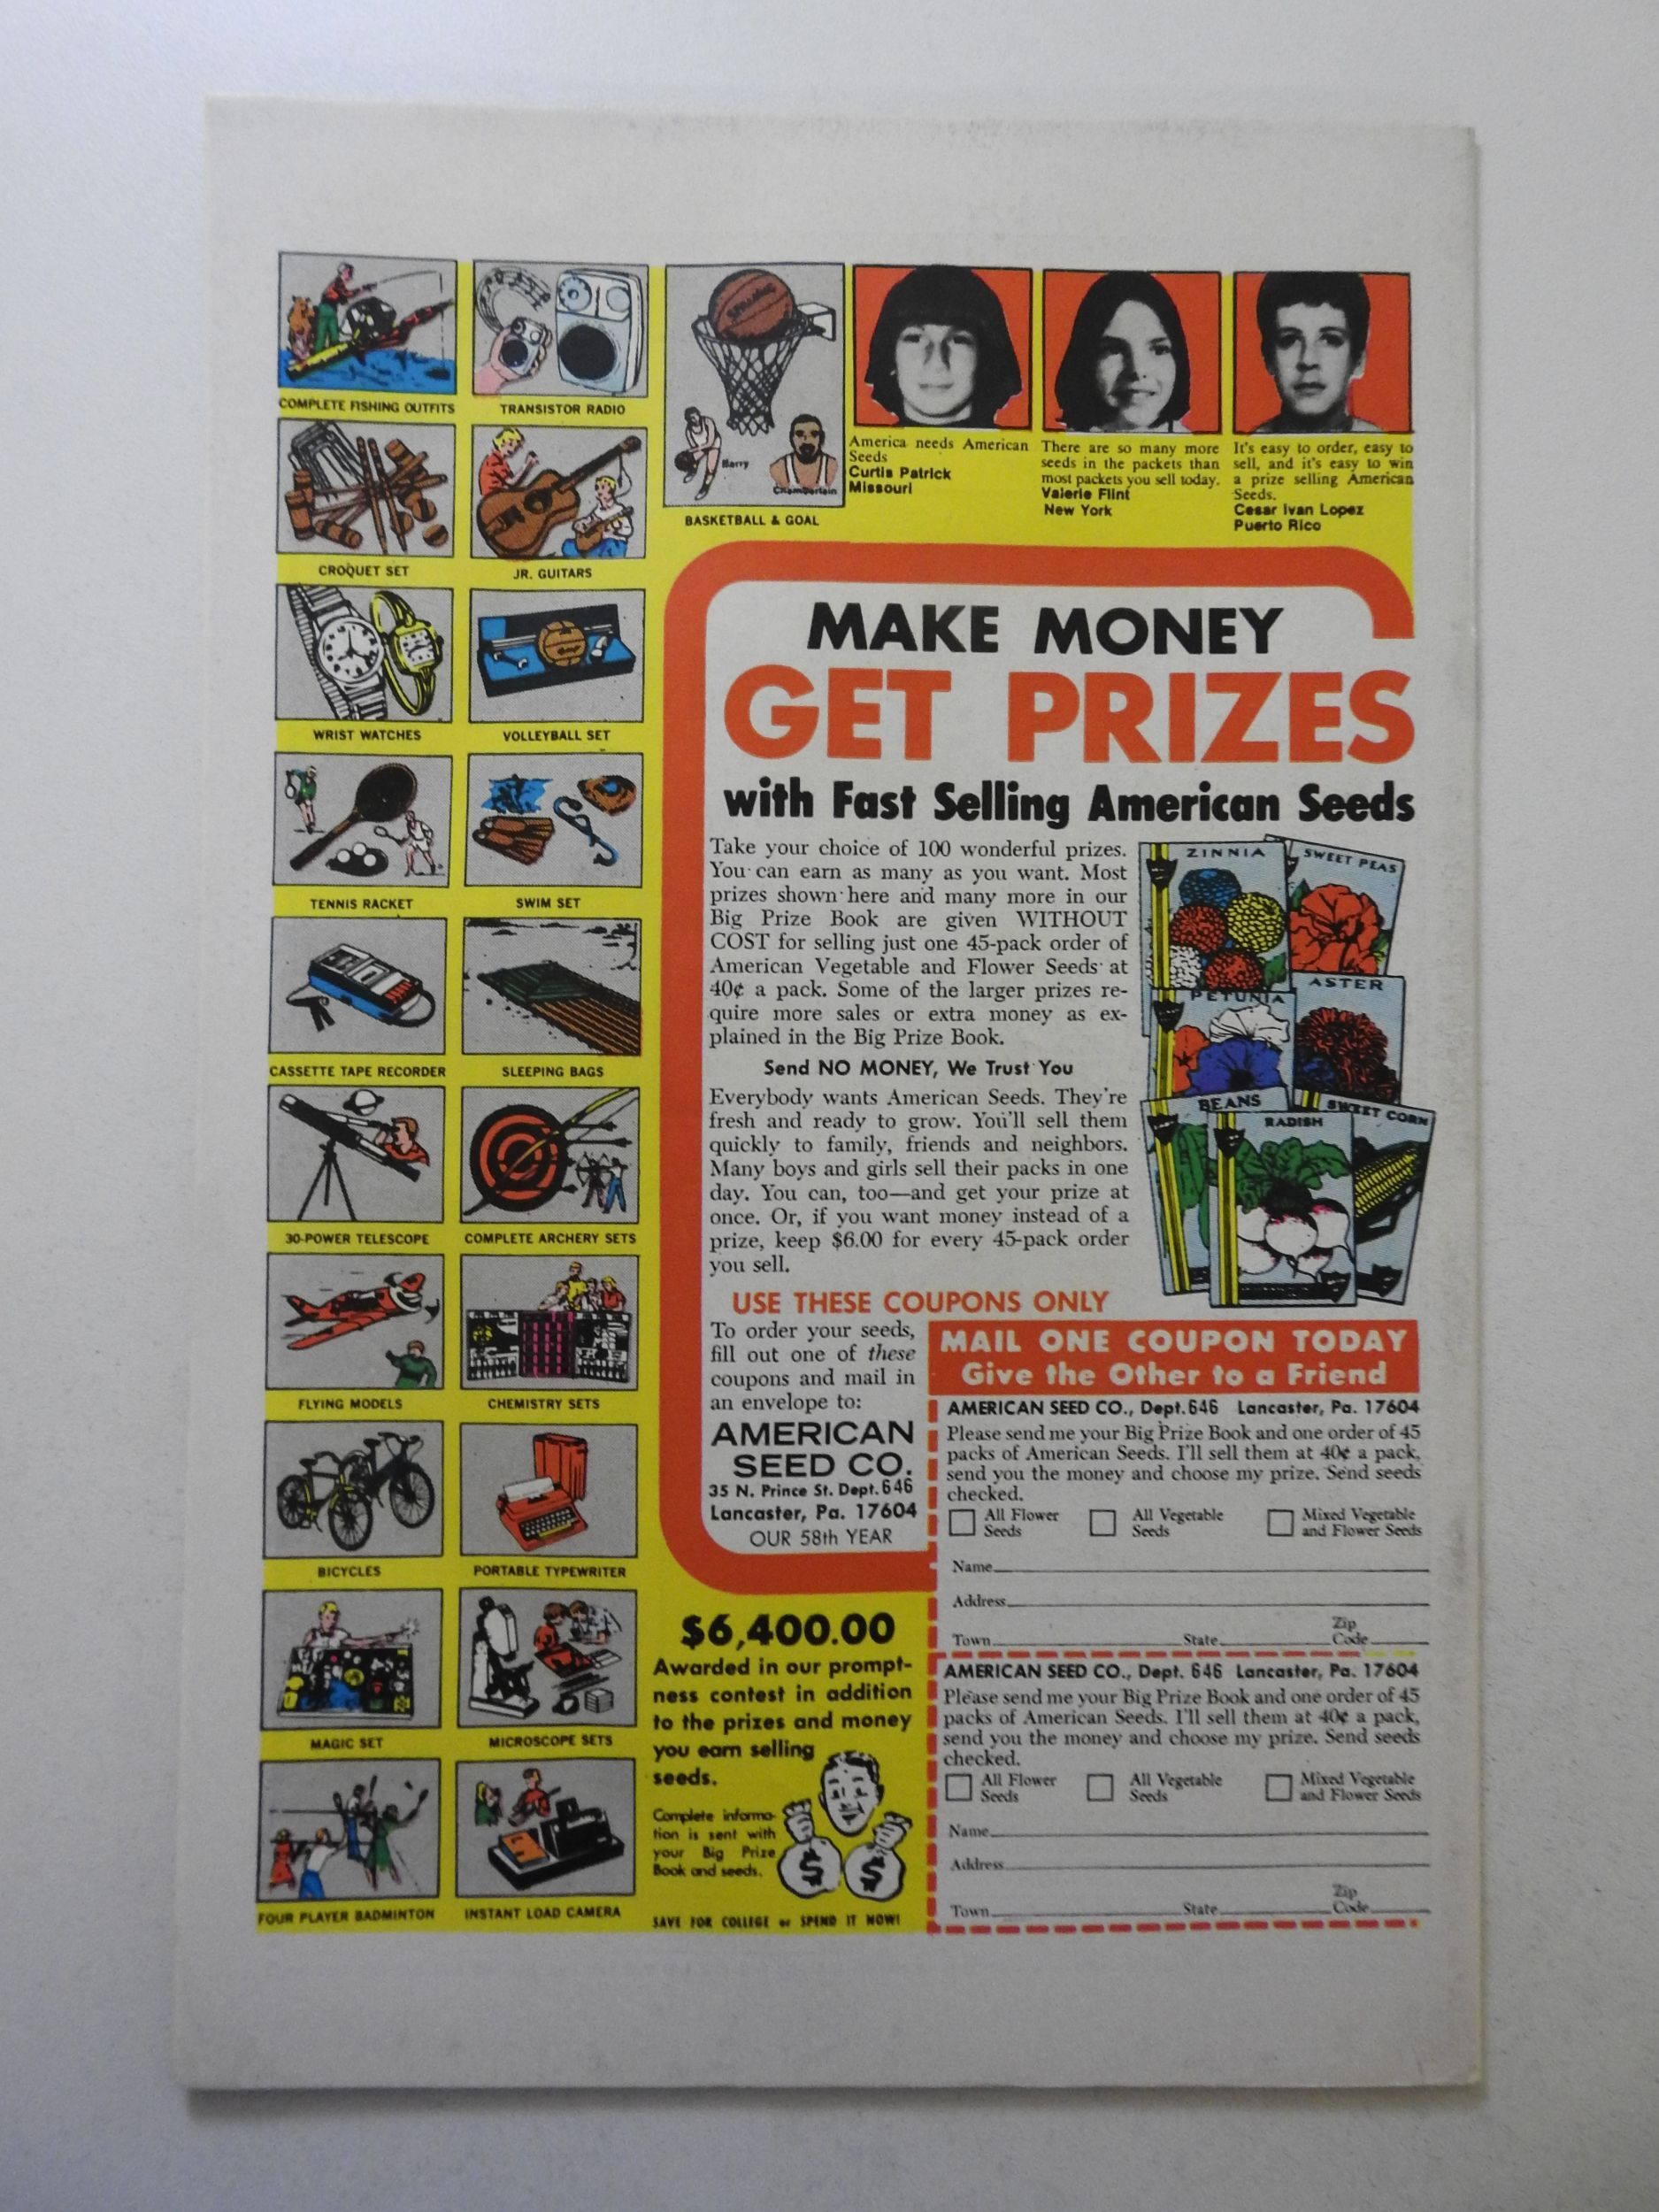 COMPLETE FISHING OUTFITS
TRANSISTOR RADIO
SPALDING
Barry
Chamberlain
BASKETBALL & GOAL
America needs American
Seeds
Curtis Patrick
Missouri
There are so many more
seeds in the packets than
most packets you sell today.
Valerie Flint
New York
It's easy to order, easy to
sell, and it's easy to win
a prize selling American
Seeds.
Cesar Ivan Lopez
Puerto Rico
CROQUET SET
JR. GUITARS
WRIST WATCHES
VOLLEYBALL SET
TENNIS RACKET
SWIM SET
CASSETTE TAPE RECORDER
SLEEPING BAGS
30-POWER TELESCOPE
COMPLETE ARCHERY SETS
FLYING MODELS
CHEMISTRY SETS
BICYCLES
PORTABLE TYPEWRITER
MAGIC SET
MICROSCOPE SETS
FOUR PLAYER BADMINTON
INSTANT LOAD CAMERA
MAKE MONEY
GET PRIZES
with Fast Selling American Seeds
Take your choice of 100 wonderful prizes.
You can earn as many as you want. Most
prizes shown here and many more in our
Big Prize Book are given WITHOUT
COST for selling just one 45-pack order of
American Vegetable and Flower Seeds at
40¢ a pack. Some of the larger prizes re-
quire more sales or extra money as ex-
plained in the Big Prize Book.
Send NO MONEY, We Trust You
Everybody wants American Seeds. They're
fresh and ready to grow. You'll sell them
quickly to family, friends and neighbors.
Many boys and girls sell their packs in one
day. You can, too—and get your prize at
once. Or, if you want money instead of a
prize, keep $6.00 for every 45-pack order
you sell.
ZINNIA
SWEET PEAS
PETUNIA
ASTER
BEANS
RADISH
SWEET CORN
USE THESE COUPONS ONLY
To order your seeds,
fill out one of these
coupons and mail in
an envelope to:
AMERICAN
SEED CO.
35 N. Prince St. Dept. 646
Lancaster, Pa. 17604
OUR 58th YEAR
MAIL ONE COUPON TODAY
Give the Other to a Friend
AMERICAN SEED CO., Dept. 646 Lancaster, Pa. 17604
Please send me your Big Prize Book and one order of 45
packs of American Seeds. I'll sell them at 40¢ a pack,
send you the money and choose my prize. Send seeds
checked.
All Flower Seeds
All Vegetable Seeds
Mixed Vegetable and Flower Seeds
Name
Address
Town State Zip Code
AMERICAN SEED CO., Dept. 646 Lancaster, Pa. 17604
Please send me your Big Prize Book and one order of 45
packs of American Seeds. I'll sell them at 40¢ a pack,
send you the money and choose my prize. Send seeds
checked.
All Flower Seeds
All Vegetable Seeds
Mixed Vegetable and Flower Seeds
Name
Address
Town State Zip Code
$6,400.00
Awarded in our prompt-
ness contest in addition
to the prizes and money
you earn selling
seeds.
Complete informa-
tion is sent with
your Big Prize
Book and seeds.
$ $
SAVE FOR COLLEGE or SPEND IT NOW!